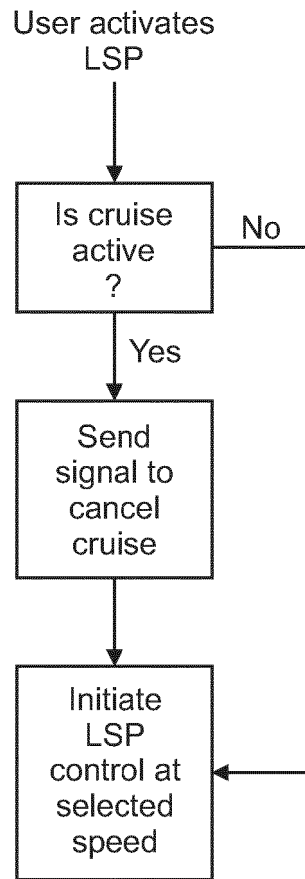 User activates
LSP
Is cruise
active
?
No
Yes
Send
signal to
cancel
cruise
Initiate
LSP
control at
selected
speed